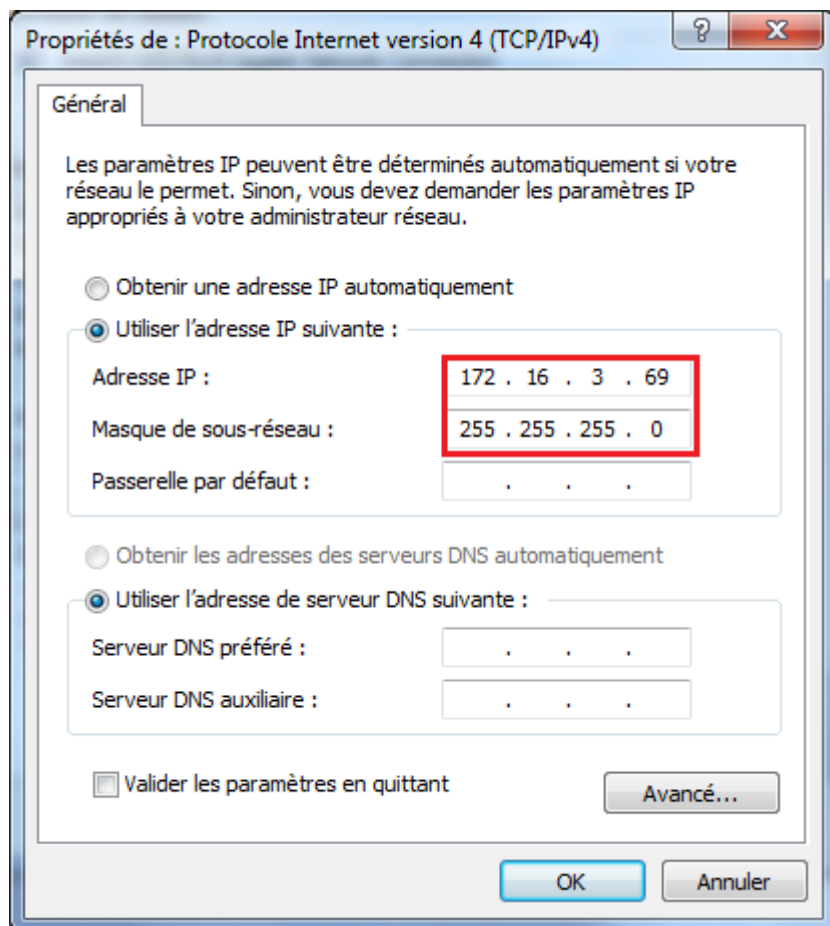 Propriétés de : Protocole Internet version 4 (TCP/IPv4)
Général
Les paramètres IP peuvent être déterminés automatiquement si votre
réseau le permet. Sinon, vous devez demander les paramètres IP
appropriés à votre administrateur réseau.
Obtenir une adresse IP automatiquement
Utiliser l'adresse IP suivante :
Adresse IP : 172 . 16 . 3 . 69
Masque de sous-réseau : 255 . 255 . 255 . 0
Passerelle par défaut : . . .
Obtenir les adresses des serveurs DNS automatiquement
Utiliser l'adresse de serveur DNS suivante :
Serveur DNS préféré : . . .
Serveur DNS auxiliaire : . . .
Valider les paramètres en quittant
Avancé...
OK Annuler